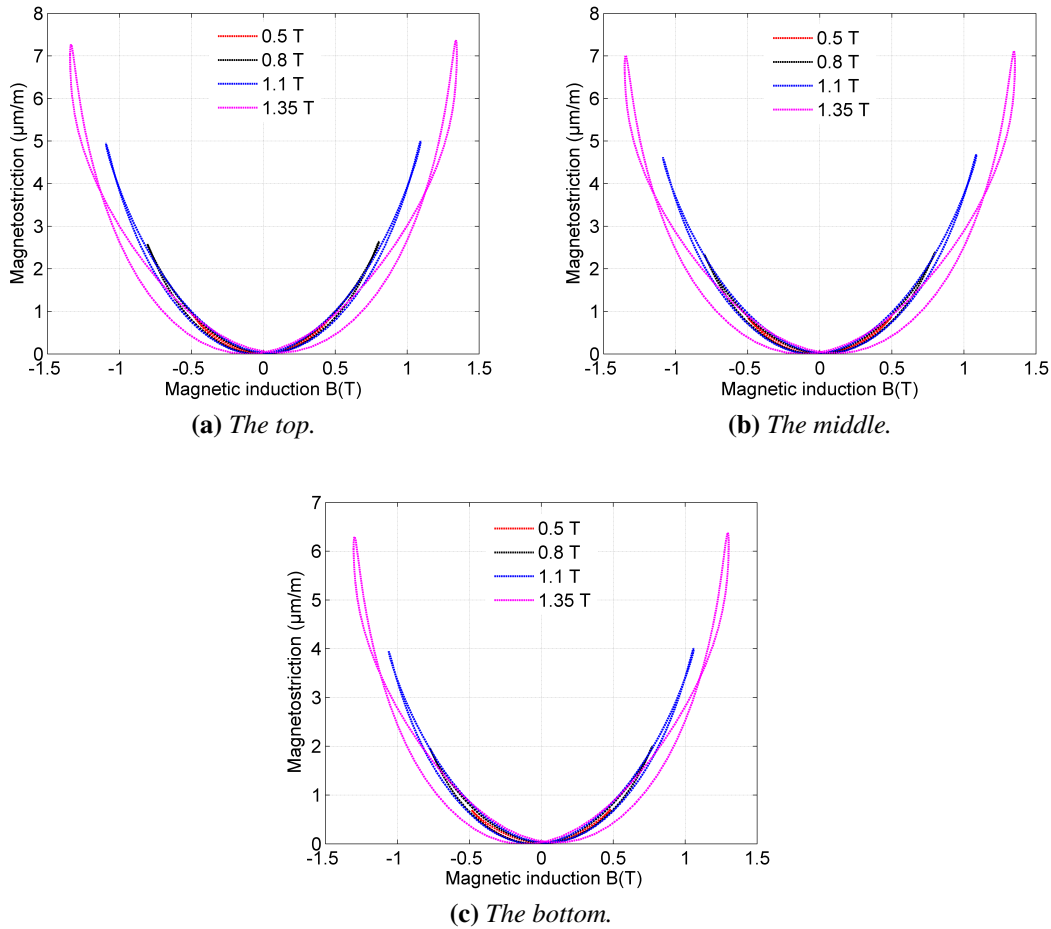 8
7
6
5
4
3
2
1
0
Magnetostriction (μm/m)
0.5 T
0.8 T
1.1 T
1.35 T
-1.5 -1 -0.5 0 0.5 1 1.5
Magnetic induction B(T)
(a) The top.
8
7
6
5
4
3
2
1
0
Magnetostriction (μm/m)
0.5 T
0.8 T
1.1 T
1.35 T
-1.5 -1 -0.5 0 0.5 1 1.5
Magnetic induction B(T)
(b) The middle.
7
6
5
4
3
2
1
0
Magnetostriction (μm/m)
0.5 T
0.8 T
1.1 T
1.35 T
-1.5 -1 -0.5 0 0.5 1 1.5
Magnetic induction B(T)
(c) The bottom.